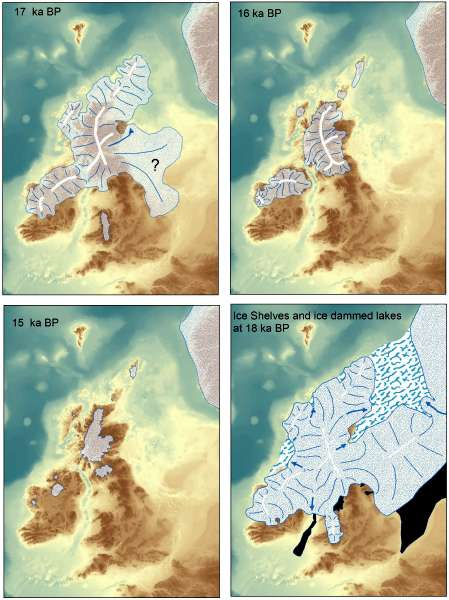 17 ka BP
16 ka BP
?
15 ka BP
Ice Shelves and ice dammed lakes
at 18 ka BP